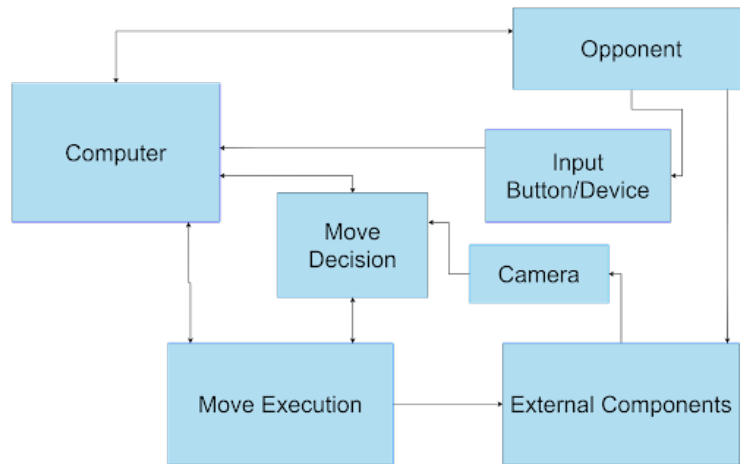 Opponent
Computer
Input
Button/Device
Move
Decision
Camera
Move Execution
External Components